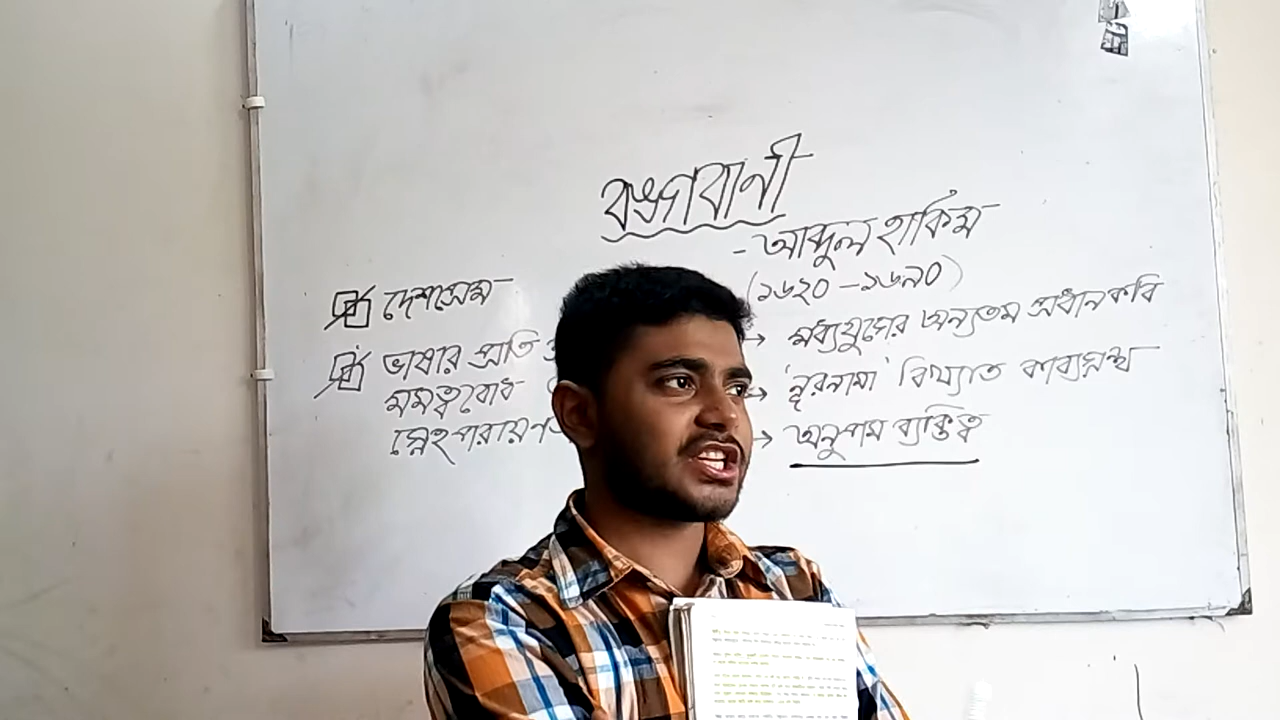 বঙ্গবাণী
- আব্দুল হাকিম
(১৬২০ - ১৬৯০)
দেশপ্রেম
ভাষার প্রতি
মমত্ববোধ
স্নেহপরায়ণ
→ মধ্যযুগের অন্যতম প্রধান কবি
→ 'নূরনামা' বিখ্যাত কাব্যগ্রন্থ
→ অনুপম ব্যক্তিত্ব